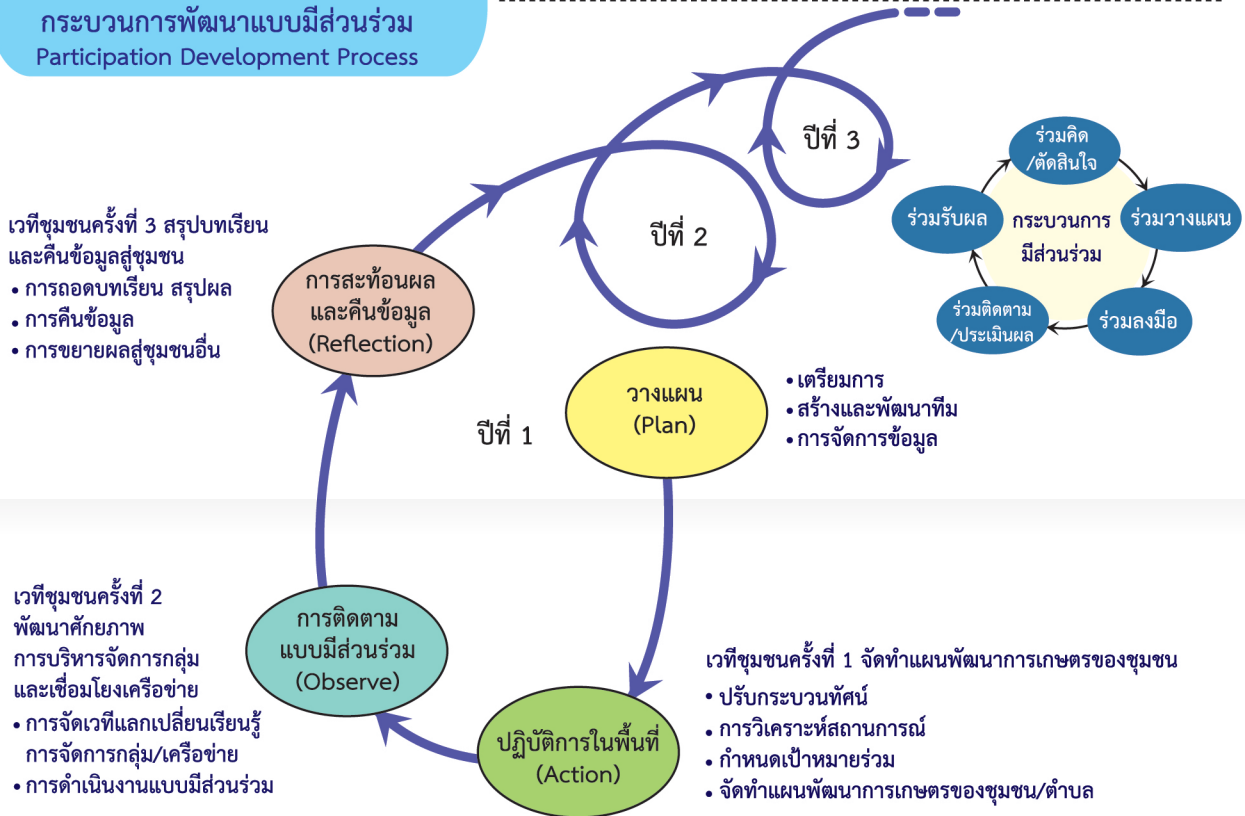 กระบวนการพัฒนาแบบมีส่วนร่วม
Participation Development Process
ปีที่ 3
ปีที่ 2
ปีที่ 1
ร่วมคิด
/ตัดสินใจ
ร่วมวางแผน
ร่วมลงมือ
ร่วมติดตาม
/ประเมินผล
ร่วมรับผล
กระบวนการ
มีส่วนร่วม
เวทีชุมชนครั้งที่ 3 สรุปบทเรียน
และคืนข้อมูลสู่ชุมชน
• การถอดบทเรียน สรุปผล
• การคืนข้อมูล
• การขยายผลสู่ชุมชนอื่น
การสะท้อนผล
และคืนข้อมูล
(Reflection)
วางแผน
(Plan)
• เตรียมการ
• สร้างและพัฒนาทีม
• การจัดการข้อมูล
เวทีชุมชนครั้งที่ 2
พัฒนาศักยภาพ
การบริหารจัดการกลุ่ม
และเชื่อมโยงเครือข่าย
• การจัดเวทีแลกเปลี่ยนเรียนรู้
การจัดการกลุ่ม/เครือข่าย
• การดำเนินงานแบบมีส่วนร่วม
การติดตาม
แบบมีส่วนร่วม
(Observe)
ปฏิบัติการในพื้นที่
(Action)
เวทีชุมชนครั้งที่ 1 จัดทำแผนพัฒนาการเกษตรของชุมชน
• ปรับกระบวนทัศน์
• การวิเคราะห์สถานการณ์
• กำหนดเป้าหมายร่วม
• จัดทำแผนพัฒนาการเกษตรของชุมชน/ตำบล